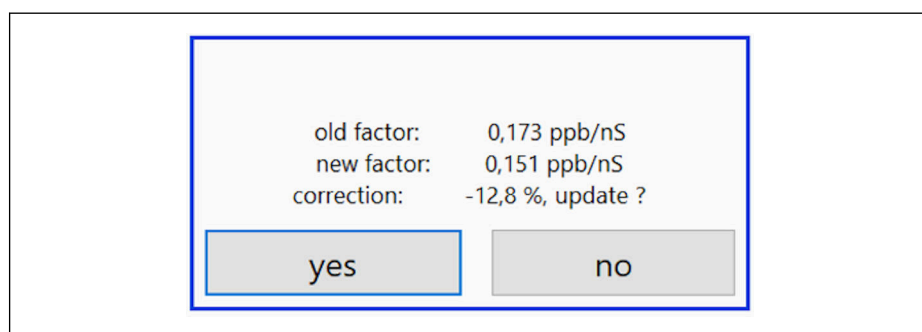 old factor: 0,173 ppb/nS
new factor: 0,151 ppb/nS
correction: -12,8 %, update ?
yes no